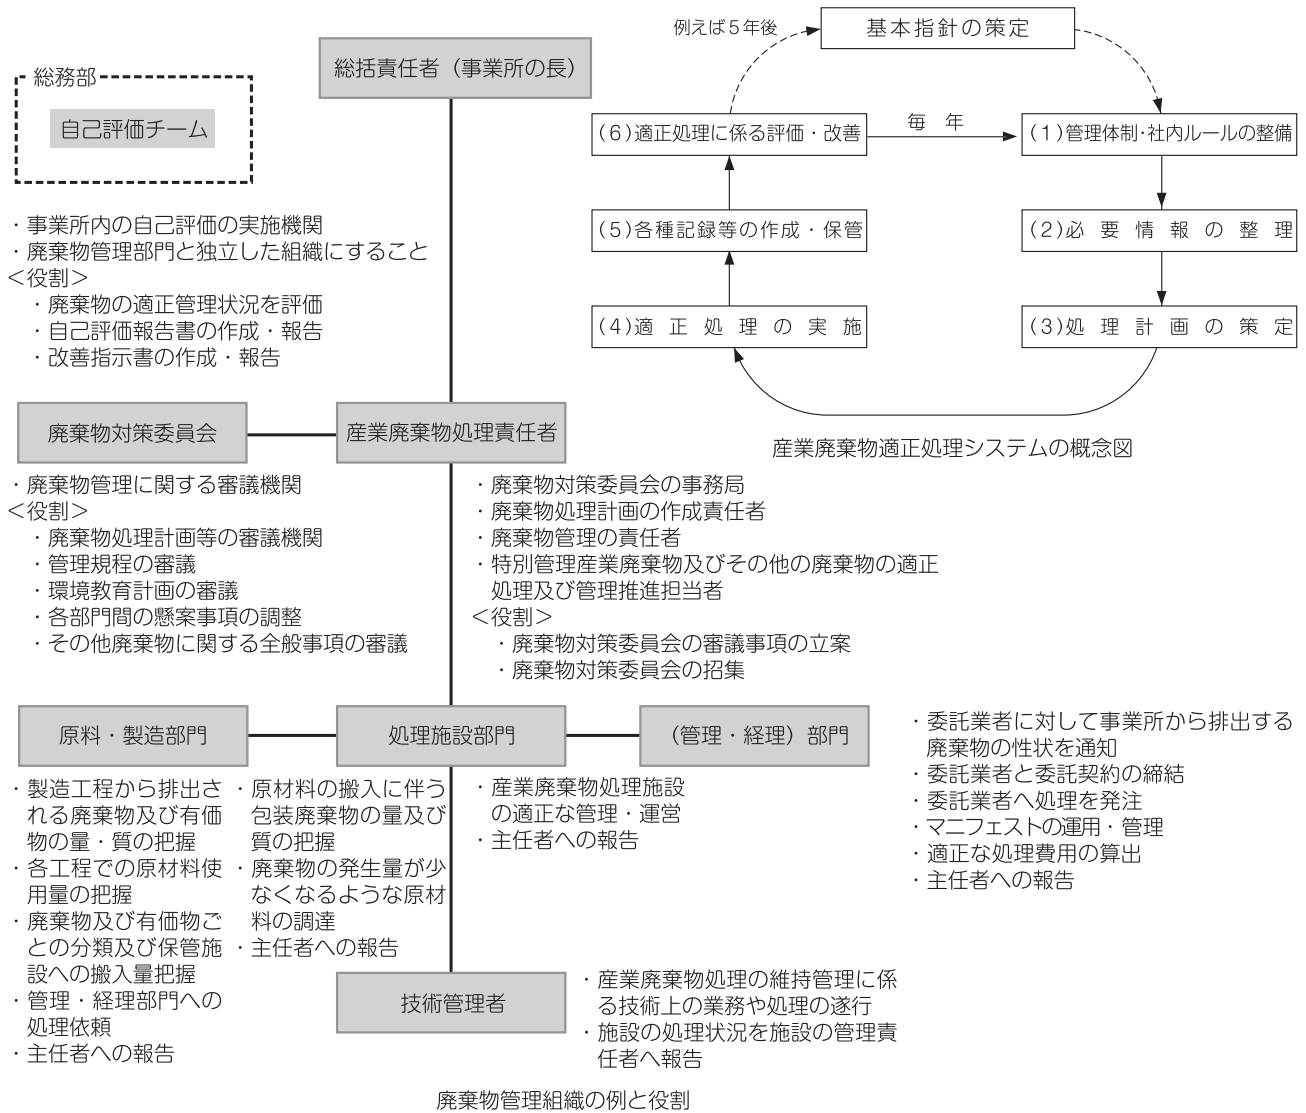 総括責任者（事業所の長）
総務部
自己評価チーム
・事業所内の自己評価の実施機関
・廃棄物管理部門と独立した組織にすること
＜役割＞
・廃棄物の適正管理状況を評価
・自己評価報告書の作成・報告
・改善指示書の作成・報告
例えば５年後
基本指針の策定
(6)適正処理に係る評価・改善
毎　年
(1)管理体制･社内ルールの整備
(5)各種記録等の作成・保管
(2)必要情報の整理
(4)適正処理の実施
(3)処理計画の策定
産業廃棄物適正処理システムの概念図
廃棄物対策委員会
・廃棄物管理に関する審議機関
＜役割＞
・廃棄物処理計画等の審議機関
・管理規程の審議
・環境教育計画の審議
・各部門間の懸案事項の調整
・その他廃棄物に関する全般事項の審議
産業廃棄物処理責任者
・廃棄物対策委員会の事務局
・廃棄物処理計画の作成責任者
・廃棄物管理の責任者
・特別管理産業廃棄物及びその他の廃棄物の適正
処理及び管理推進担当者
＜役割＞
・廃棄物対策委員会の審議事項の立案
・廃棄物対策委員会の招集
原料・製造部門
・製造工程から排出さ
れる廃棄物及び有価
物の量・質の把握
・各工程での原材料使
用量の把握
・廃棄物及び有価物ご
との分類及び保管施
設への搬入量把握
・管理・経理部門への
処理依頼
・主任者への報告
・原材料の搬入に伴う
包装廃棄物の量及び
質の把握
・廃棄物の発生量が少
なくなるような原材
料の調達
・主任者への報告
処理施設部門
・産業廃棄物処理施設
の適正な管理・運営
・主任者への報告
（管理・経理）部門
・委託業者に対して事業所から排出する
廃棄物の性状を通知
・委託業者と委託契約の締結
・委託業者へ処理を発注
・マニフェストの運用・管理
・適正な処理費用の算出
・主任者への報告
技術管理者
・産業廃棄物処理の維持管理に係
る技術上の業務や処理の遂行
・施設の処理状況を施設の管理責
任者へ報告
廃棄物管理組織の例と役割